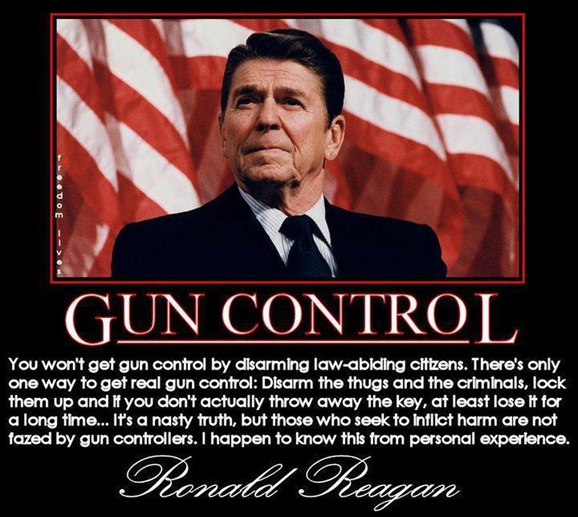 freedom lives
GUN CONTROL
You won't get gun control by disarming law-abiding citizens. There's only
one way to get real gun control: Disarm the thugs and the criminals, lock
them up and if you don't actually throw away the key, at least lose it for
a long time... It's a nasty truth, but those who seek to inflict harm are not
fazed by gun controllers. I happen to know this from personal experience.
Ronald Reagan